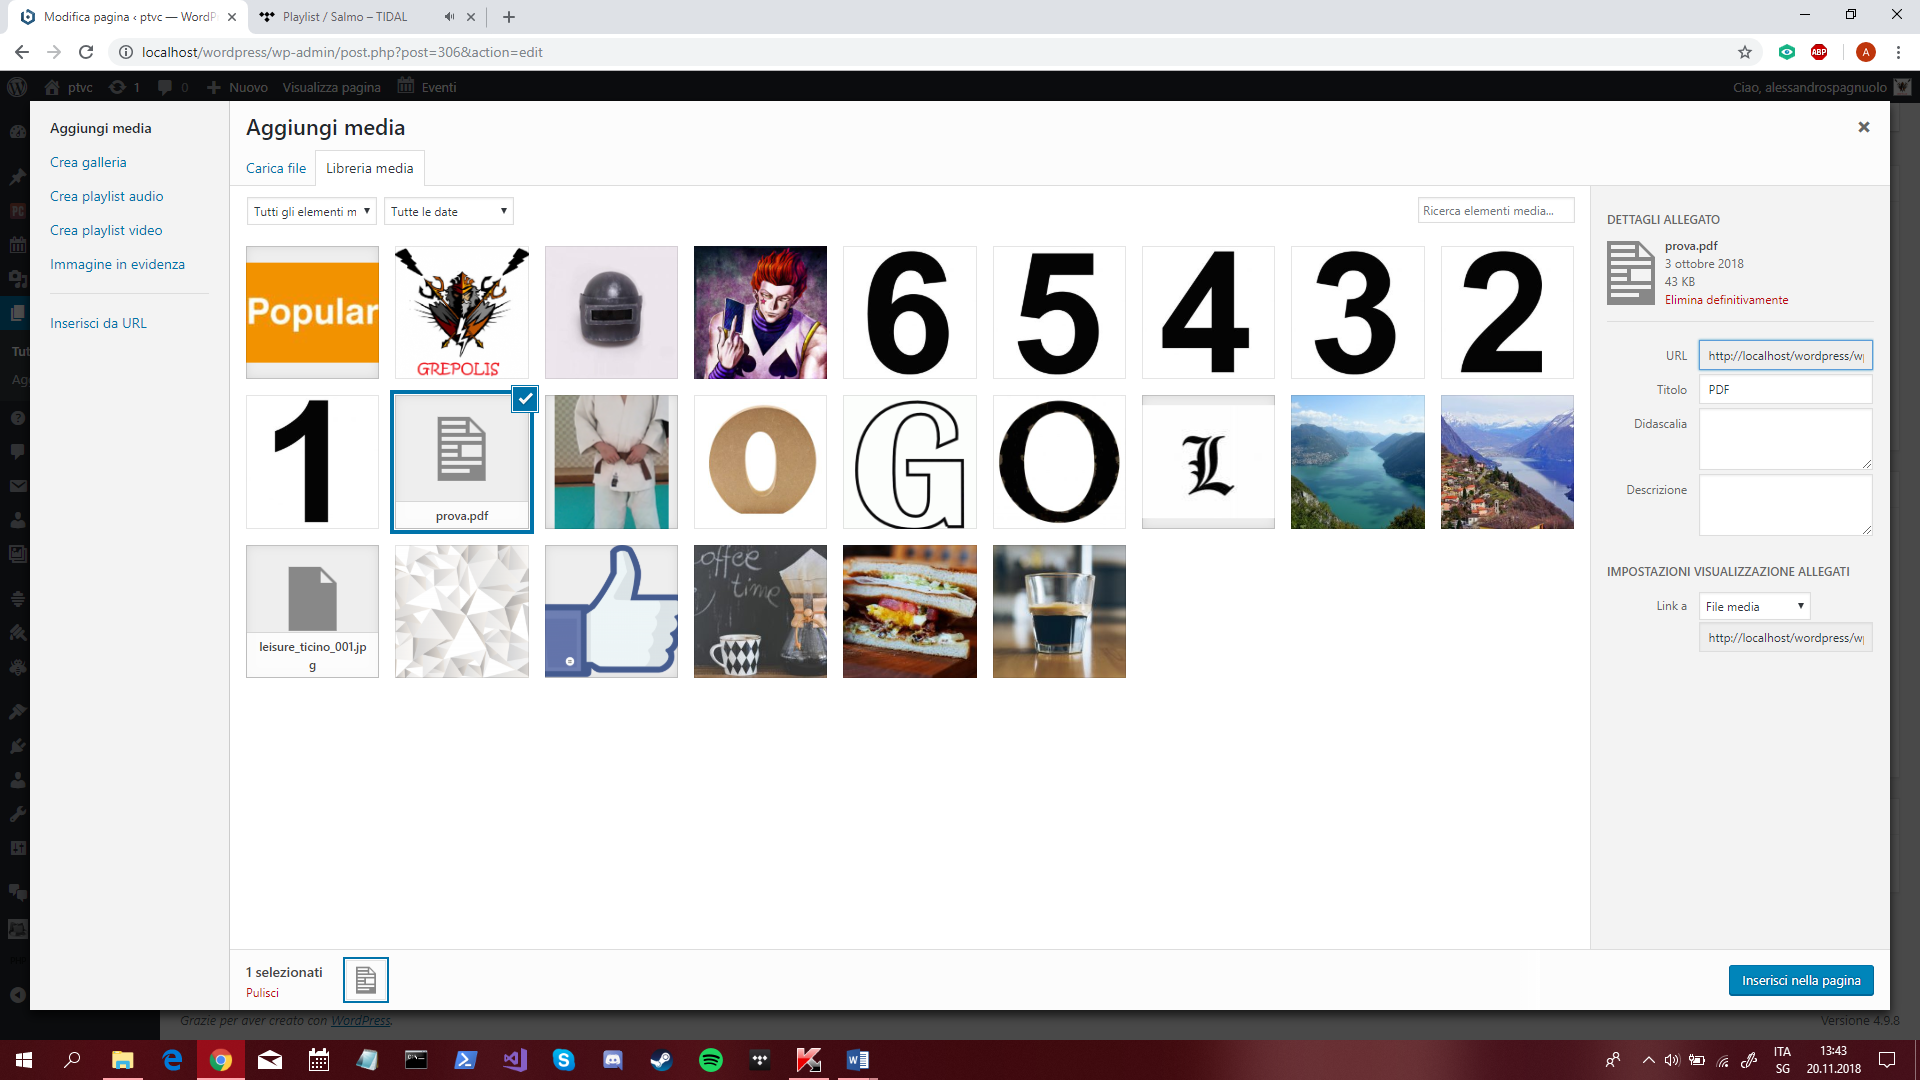 Modifica pagina ‹ ptvc — WordP
Playlist / Salmo – TIDAL
localhost/wordpress/wp-admin/post.php?post=306&action=edit
ABP
A
ptvc
1
0
Nuovo
Visualizza pagina
Eventi
Ciao, alessandrospagnuolo
Aggiungi media
Crea galleria
Crea playlist audio
Crea playlist video
Immagine in evidenza
Inserisci da URL
Aggiungi media
Carica file
Libreria media
Tutti gli elementi m
Tutte le date
Ricerca elementi media...
Popular
GREPOLIS
6
5
4
3
2
1
prova.pdf
O
G
O
L
leisure_ticino_001.jp
g
offee
time
DETTAGLI ALLEGATO
prova.pdf
3 ottobre 2018
43 KB
Elimina definitivamente
URL
http://localhost/wordpress/w
Titolo
PDF
Didascalia
Descrizione
IMPOSTAZIONI VISUALIZZAZIONE ALLEGATI
Link a
File media
http://localhost/wordpress/w
1 selezionati
Pulisci
Inserisci nella pagina
PC
Tut
Ag
Grazie per aver creato con WordPress.
Versione 4.9.8
ITA
SG
13:43
20.11.2018